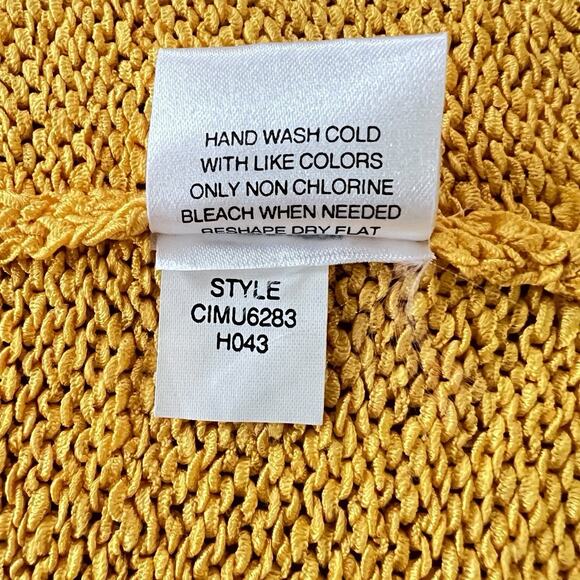 HAND WASH COLD
WITH LIKE COLORS
ONLY NON CHLORINE
BLEACH WHEN NEEDED
RESHAPE DRY FLAT
STYLE
CIMU6283
H043